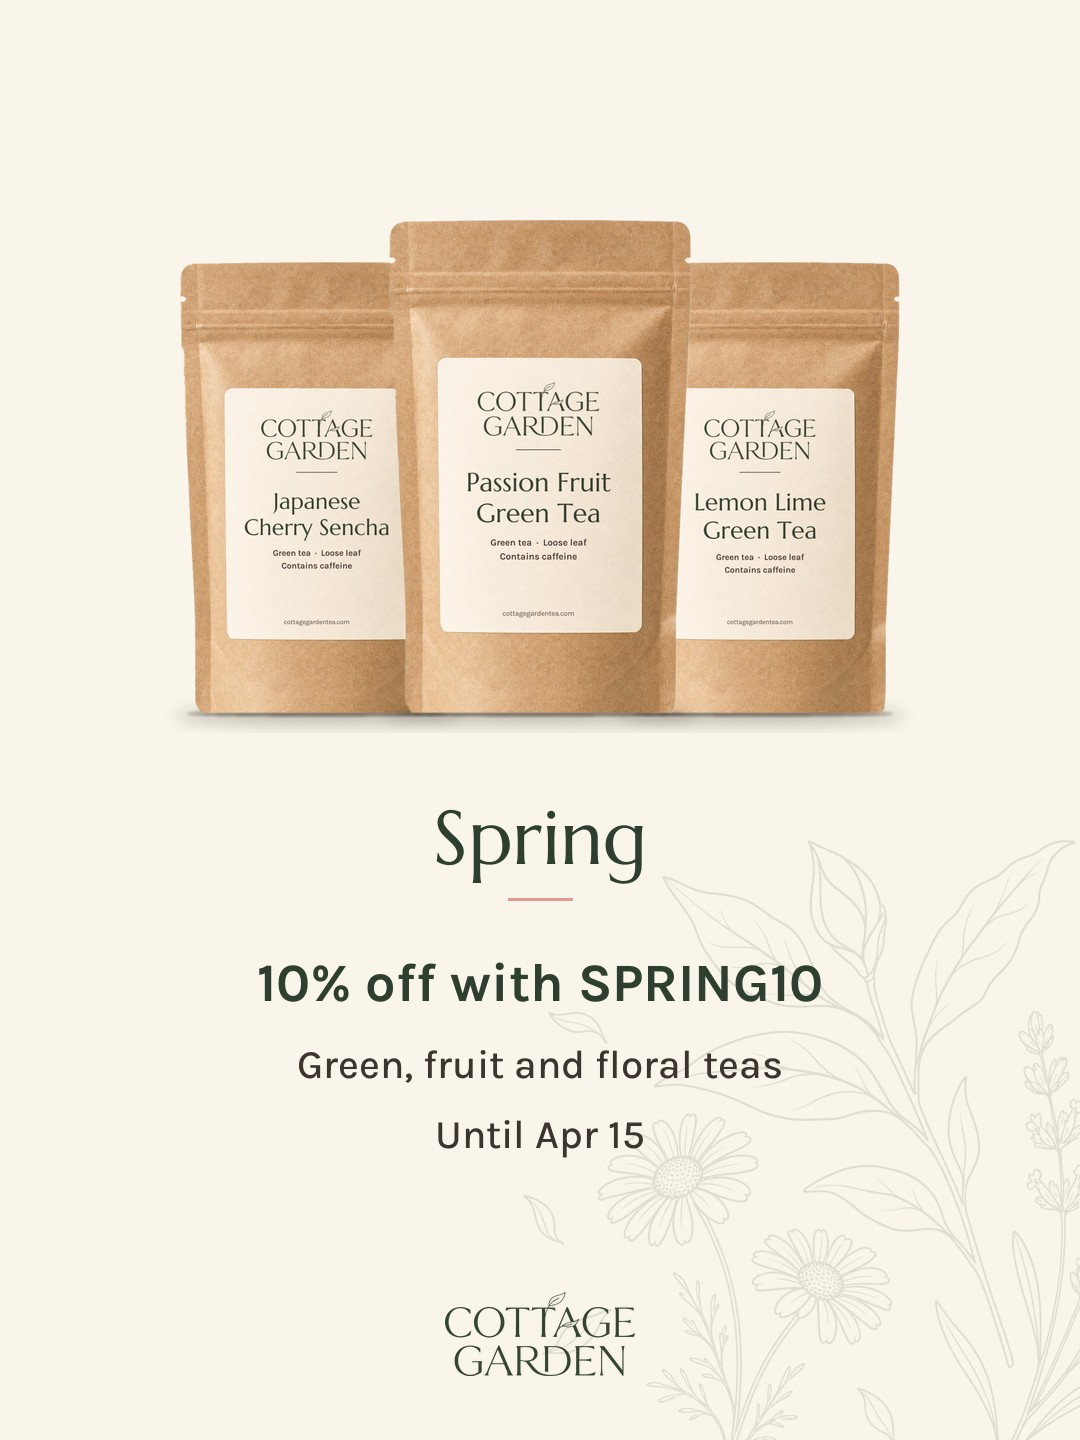 COTTAGE
GARDEN
Japanese
Cherry Sencha
Green tea · Loose leaf
Contains caffeine
cottagegardentea.com
COTTAGE
GARDEN
Passion Fruit
Green Tea
Green tea · Loose leaf
Contains caffeine
cottagegardentea.com
COTTAGE
GARDEN
Lemon Lime
Green Tea
Green tea · Loose leaf
Contains caffeine
cottagegardentea.com
Spring
10% off with SPRING10
Green, fruit and floral teas
Until Apr 15
COTTAGE
GARDEN